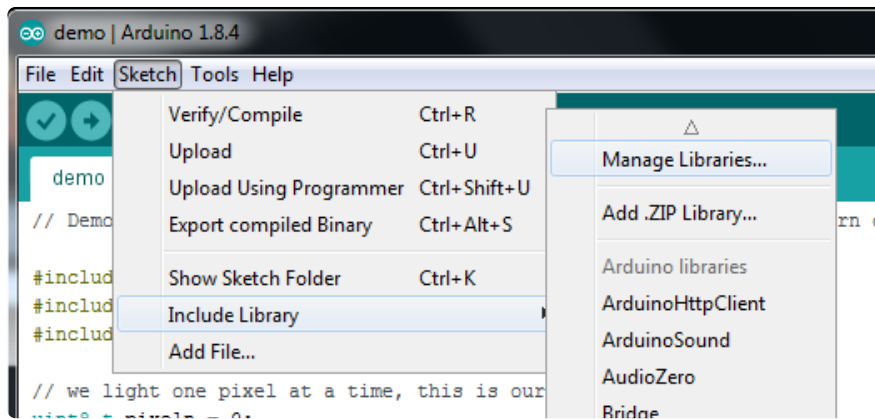 demo | Arduino 1.8.4
File Edit Sketch Tools Help
Verify/Compile Ctrl+R
Upload Ctrl+U
Upload Using Programmer Ctrl+Shift+U
Export compiled Binary Ctrl+Alt+S
Show Sketch Folder Ctrl+K
Include Library
Add File...
Manage Libraries...
Add .ZIP Library...
Arduino libraries
ArduinoHttpClient
ArduinoSound
AudioZero
Bridge
demo
// Demo
#includ
#includ
#includ
// we light one pixel at a time, this is our
uint8_t pixeln = 0;